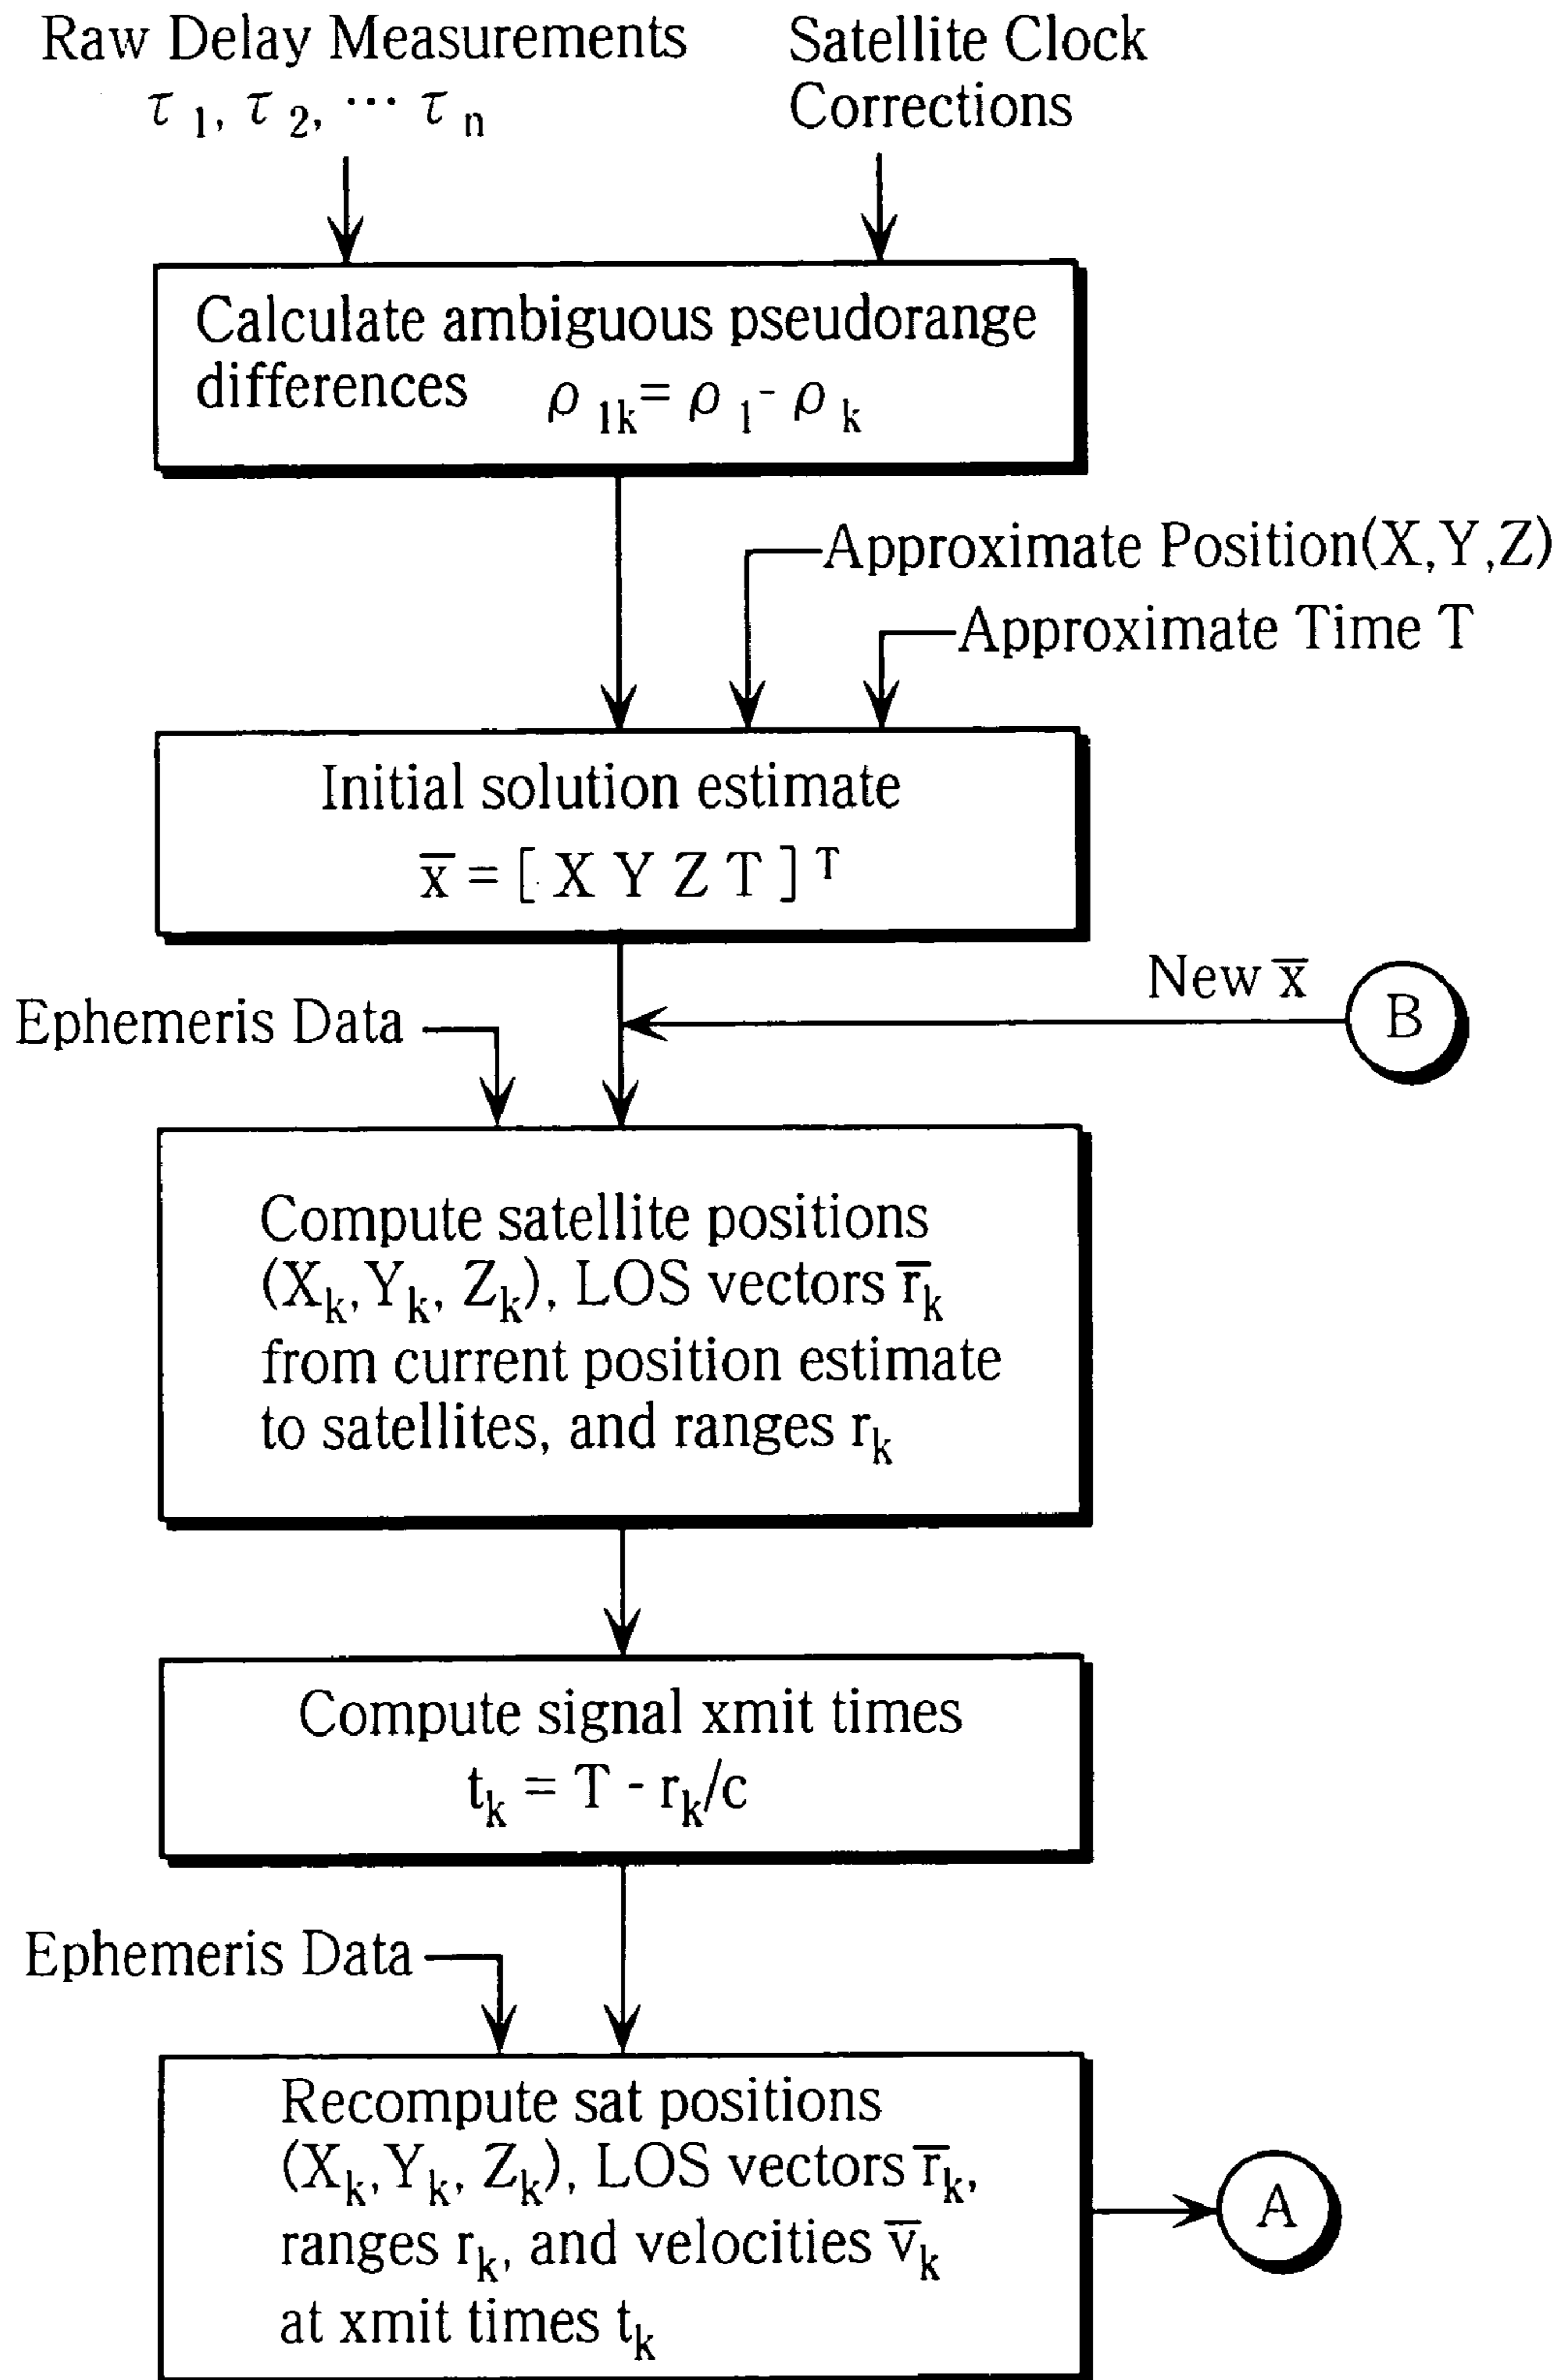 Raw Delay Measurements
τ 1, τ 2, ··· τ n
Satellite Clock
Corrections
Calculate ambiguous pseudorange
differences ρ 1k = ρ 1 - ρ k
Approximate Position(X,Y,Z)
Approximate Time T
Initial solution estimate
x̅ = [ X Y Z T ] T
New x̅
B
Ephemeris Data
Compute satellite positions
(Xk,Yk, Zk), LOS vectors r̅k
from current position estimate
to satellites, and ranges rk
Compute signal xmit times
tk = T - rk/c
Ephemeris Data
Recompute sat positions
(Xk,Yk, Zk), LOS vectors r̅k,
ranges rk, and velocities v̅k
at xmit times tk
A